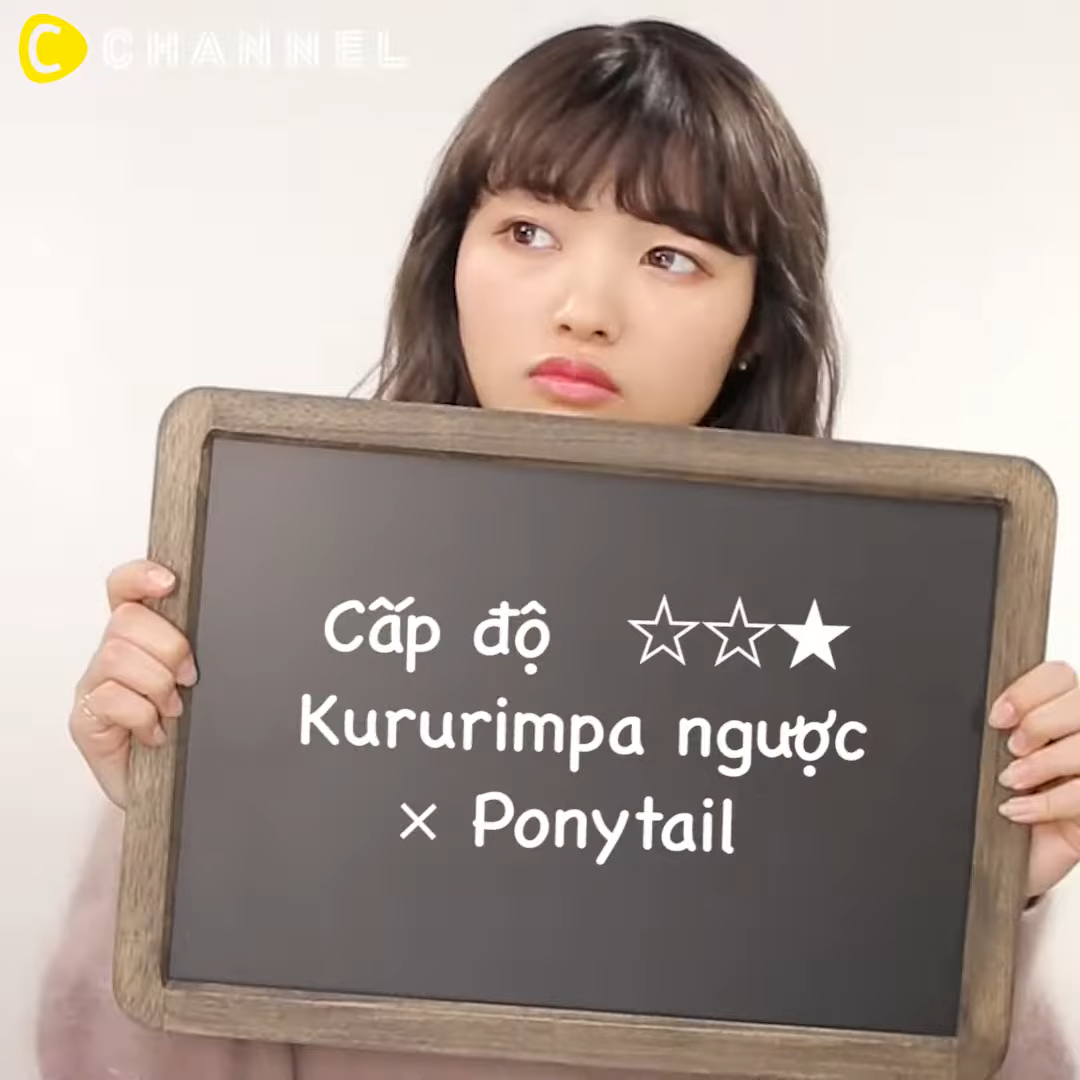 C CHANNEL
Cấp độ ☆☆★
Kururimpa ngược
× Ponytail